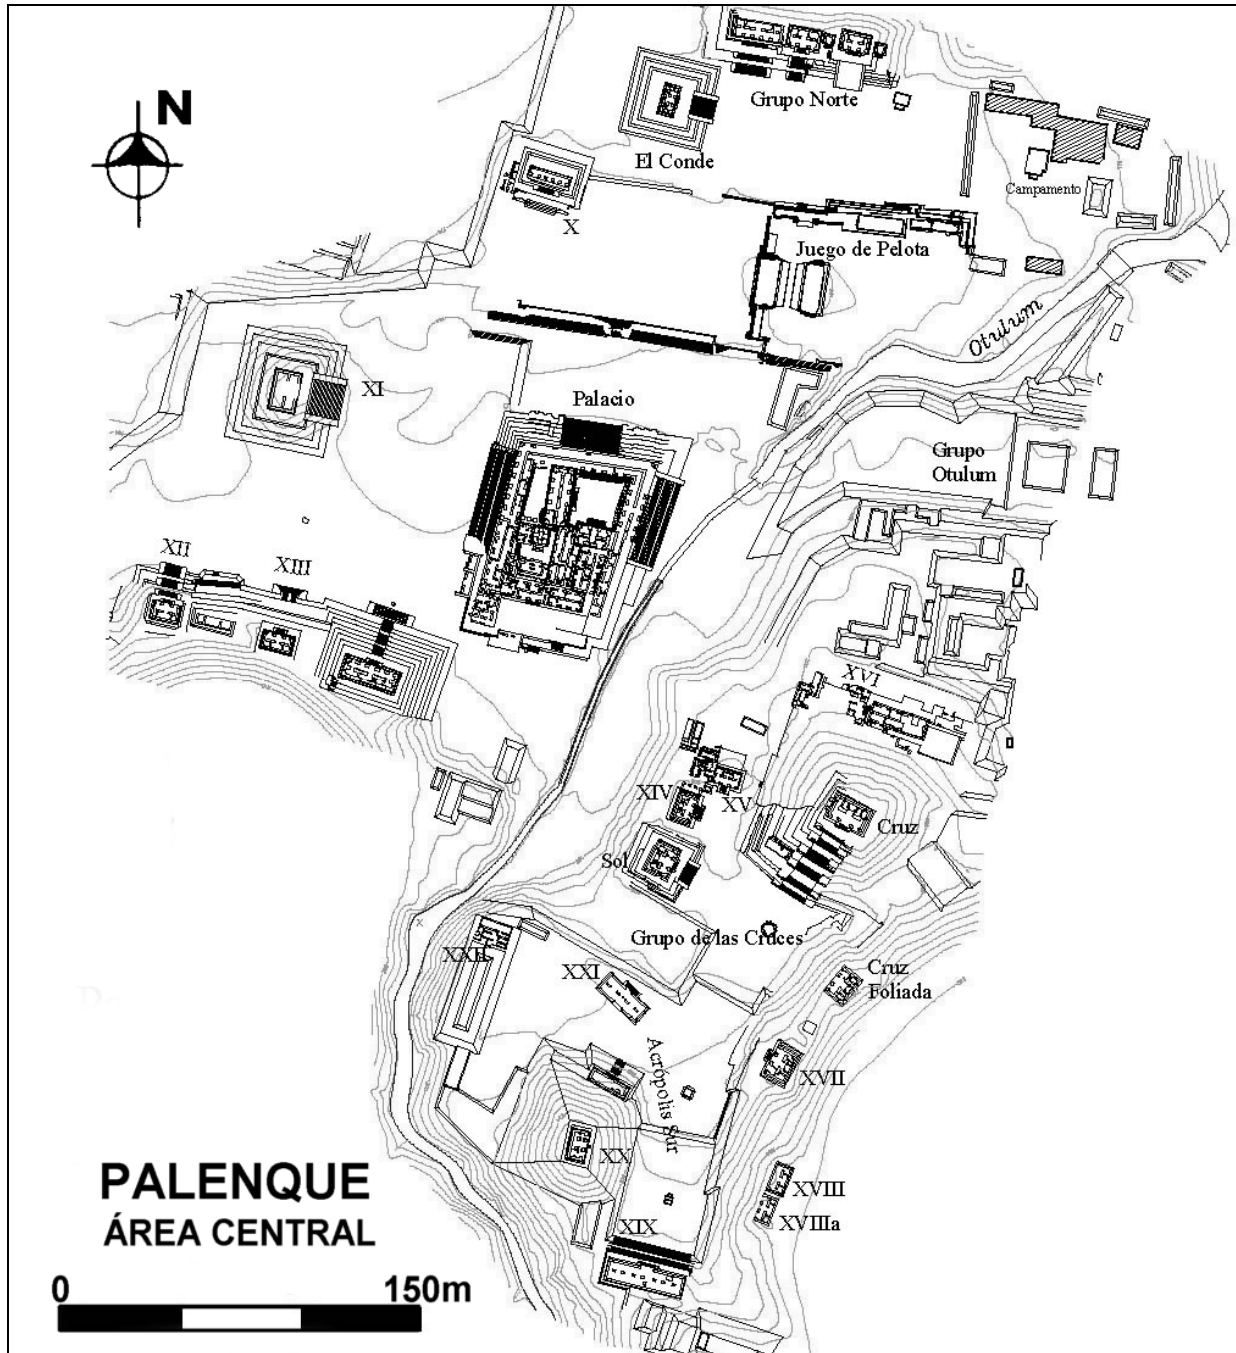 N
Grupo Norte
El Conde
X
Campamento
Juego de Pelota
Otulum
XI
Palacio
Grupo
Otulum
XII
XIII
XVI
XIV
XV
Cruz
Sol
Grupo de las Cruces
XXII
XXI
Cruz
Foliada
Acrópolis Sur
XVII
XX
XVIII
XVIIIa
XIX
PALENQUE
ÁREA CENTRAL
0 150m